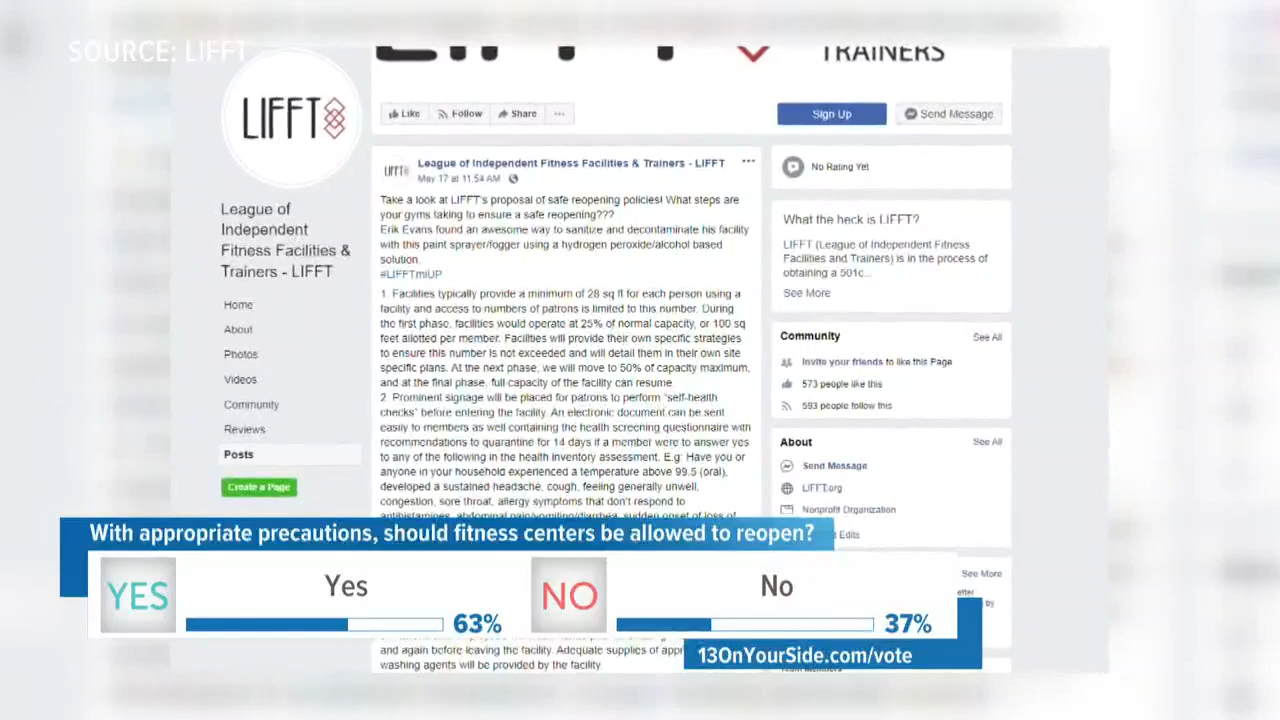 SOURCE: LIFFT
TRAINERS
LIFFT
Like Follow Share ...
Sign Up
Send Message
League of
Independent
Fitness Facilities &
Trainers - LIFFT
Home
About
Photos
Videos
Community
Reviews
Posts
Create a Page
LIFFT
League of Independent Fitness Facilities & Trainers - LIFFT
May 17 at 11:54 AM
Take a look at LIFFT's proposal of safe reopening policies! What steps are
your gyms taking to ensure a safe reopening???
Erik Evans found an awesome way to sanitize and decontaminate his facility
with this paint sprayer/fogger using a hydrogen peroxide/alcohol based
solution.
#LIFFTmiUP
1. Facilities typically provide a minimum of 28 sq ft for each person using a
facility and access to numbers of patrons is limited to this number. During
the first phase, facilities would operate at 25% of normal capacity, or 100 sq
feet allotted per member. Facilities will provide their own specific strategies
to ensure this number is not exceeded and will detail them in their own site
specific plans. At the next phase, we will move to 50% of capacity maximum,
and at the final phase, full capacity of the facility can resume.
2. Prominent signage will be placed for patrons to perform "self-health
checks" before entering the facility. An electronic document can be sent
easily to members as well containing the health screening questionnaire with
recommendations to quarantine for 14 days if a member were to answer yes
to any of the following in the health inventory assessment. E.g: Have you or
anyone in your household experienced a temperature above 99.5 (oral),
developed a sustained headache, cough, feeling generally unwell,
congestion, sore throat, allergy symptoms that don't respond to
antihistamines, abdominal pain/vomiting/diarrhea, sudden onset of loss of
and again before leaving the facility. Adequate supplies of
washing agents will be provided by the facility.
No Rating Yet
What the heck is LIFFT?
LIFFT (League of Independent Fitness
Facilities and Trainers) is in the process of
obtaining a 501c...
See More
Community
See All
Invite your friends to like this Page
573 people like this
593 people follow this
About
See All
Send Message
LIFFT.org
Nonprofit Organization
Edits
See More
by
With appropriate precautions, should fitness centers be allowed to reopen?
YES Yes 63%
NO No 37%
13OnYourSide.com/vote